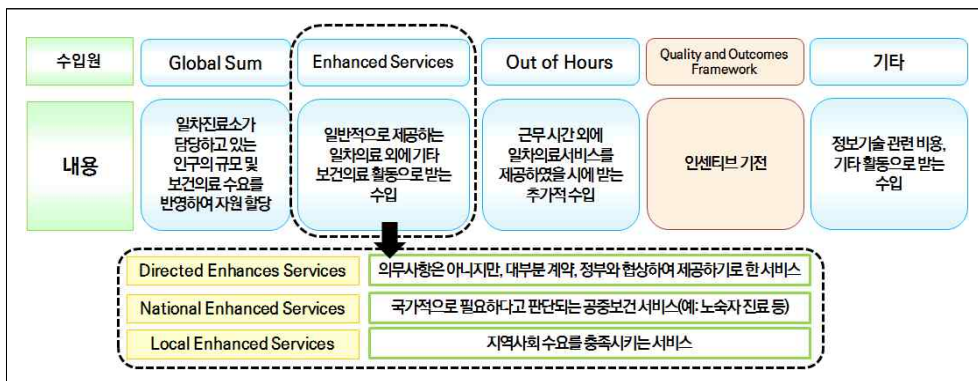 수입원
Global Sum
Enhanced Services
Out of Hours
Quality and Outcomes
Framework
기타
내용
일차진료소가
담당하고 있는
인구의 규모 및
보건의료 수요를
반영하여 자원 할당
일반적으로 제공하는
일차의료 외에 기타
보건의료 활동으로 받는
수입
근무 시간 외에
일차의료서비스를
제공하였을 시에 받는
추가적 수입
인센티브 기전
정보기술 관련 비용,
기타 활동으로 받는
수입
Directed Enhances Services
의무사항은 아니지만, 대부분 계약, 정부와 협상하여 제공하기로 한 서비스
National Enhanced Services
국가적으로 필요하다고 판단되는 공중보건 서비스(예: 노숙자 진료 등)
Local Enhanced Services
지역사회 수요를 충족시키는 서비스